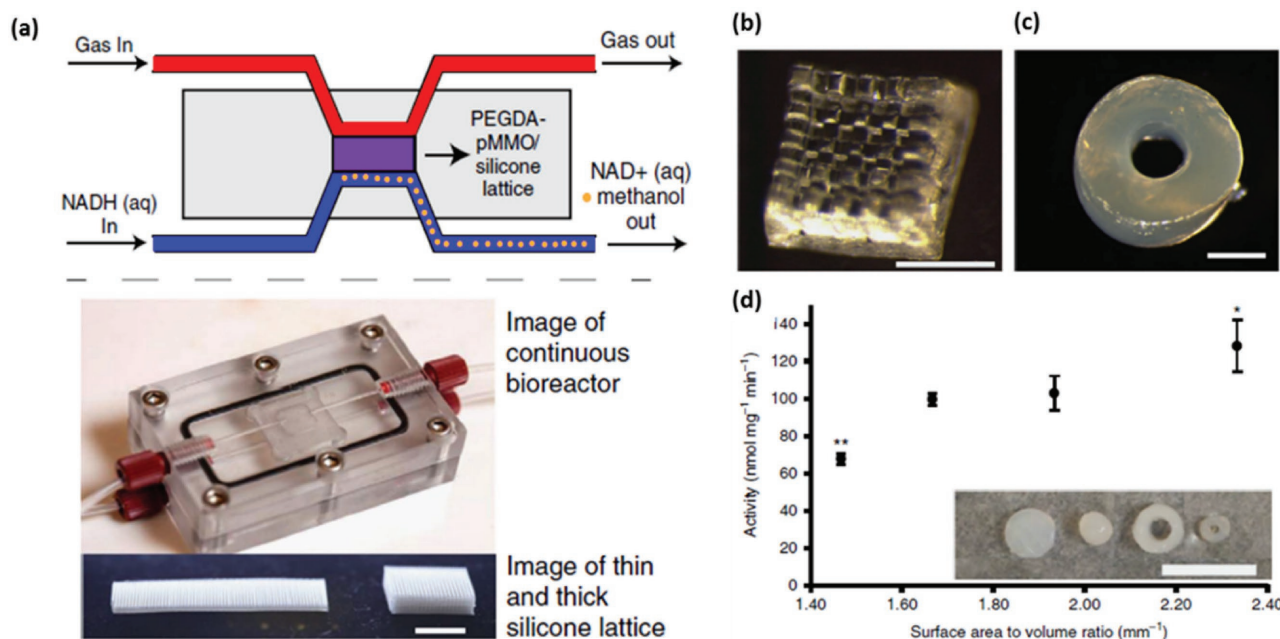 (a)
Gas In
Gas out
PEGDA-
pMMO/
silicone
lattice
NADH (aq)
In
NAD+ (aq)
methanol
out
Image of
continuous
bioreactor
Image of thin
and thick
silicone lattice
(b)
(c)
(d)
Activity (nmol mg⁻¹ min⁻¹)
140
120
100
80
60
40
20
0
**
*
1.40
1.60
1.80
2.00
2.20
2.40
Surface area to volume ratio (mm⁻¹)